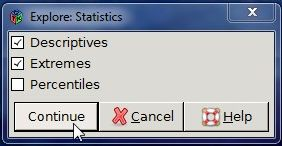 Explore: Statistics
Descriptives
Extremes
Percentiles
Continue Cancel Help